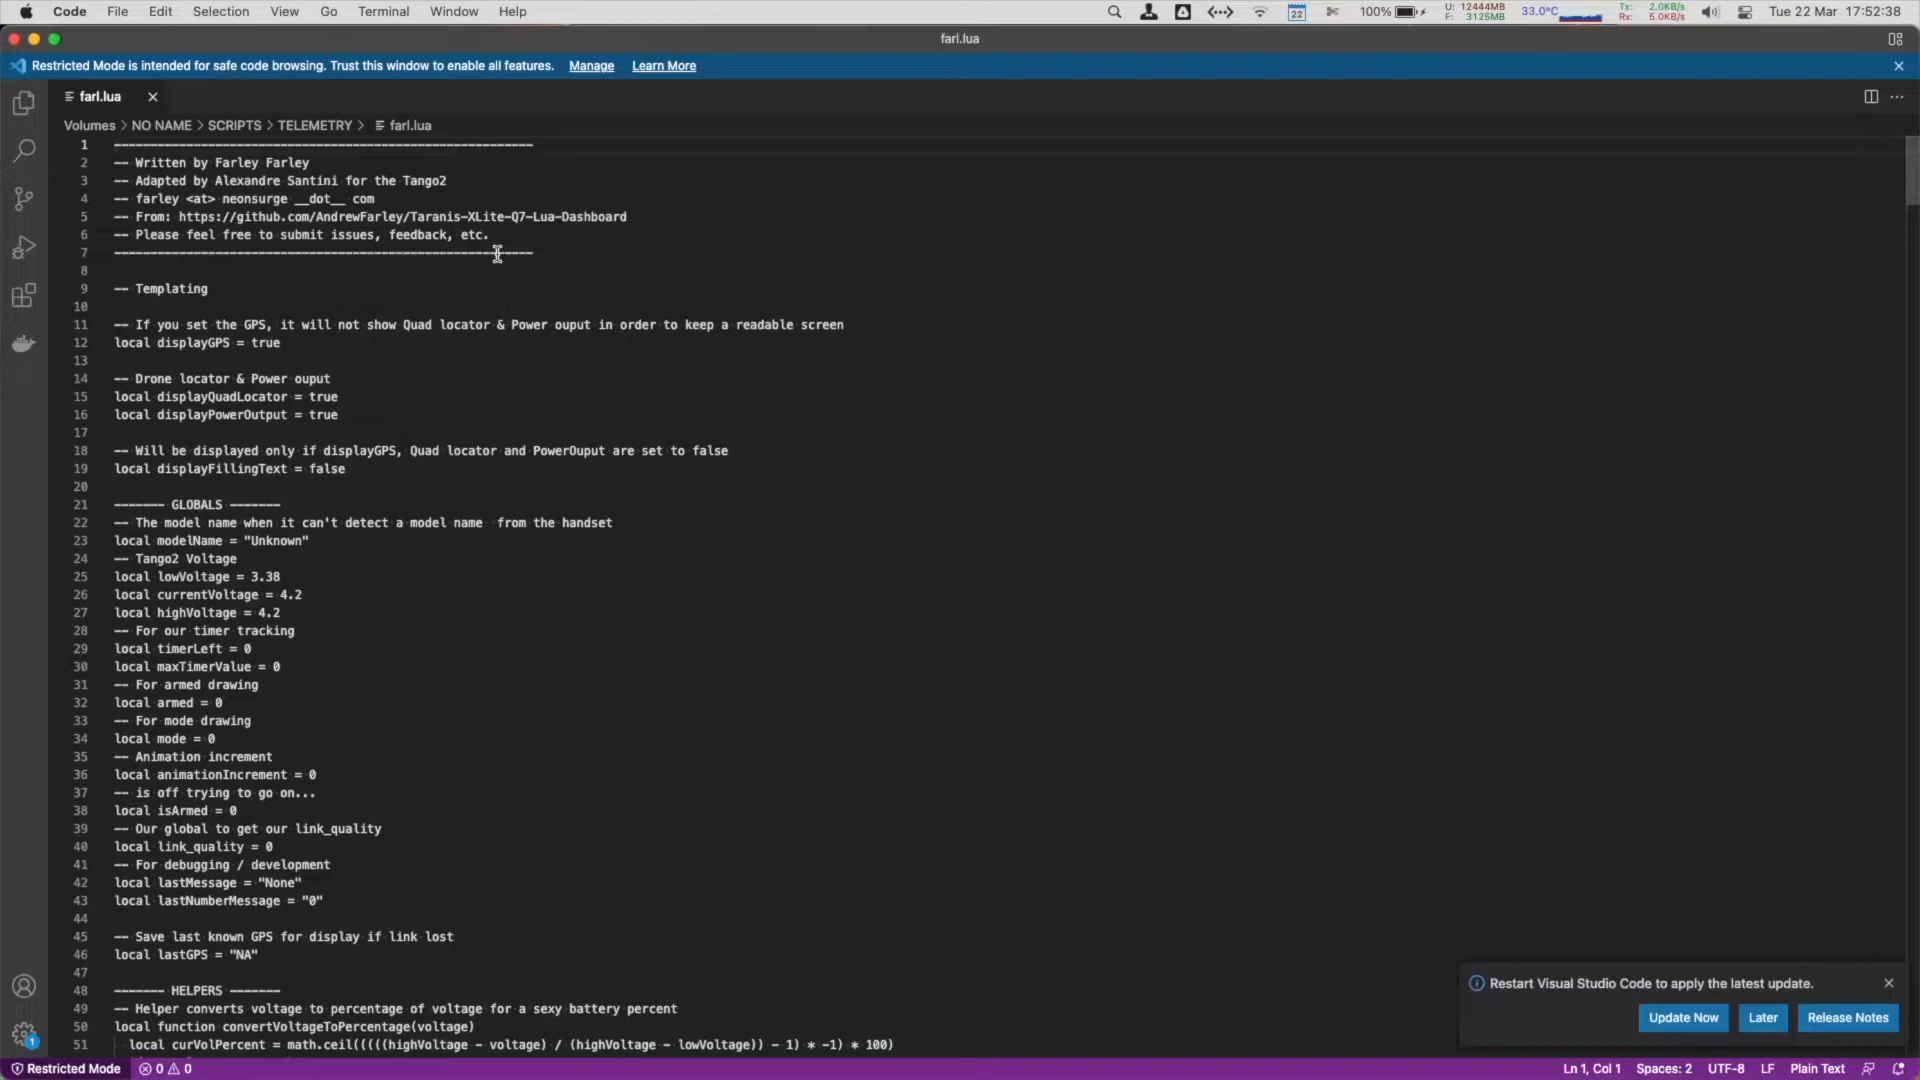 Code File Edit Selection View Go Terminal Window Help 22 100% U: 12444MB F: 3125MB 33.0°C Tx: 2.0KB/s Rx: 5.0KB/s Tue 22 Mar 17:52:38
farl.lua
Restricted Mode is intended for safe code browsing. Trust this window to enable all features. Manage Learn More
farl.lua
Volumes > NO NAME > SCRIPTS > TELEMETRY > farl.lua
1 ----------------------------------------------------------
2 -- Written by Farley Farley
3 -- Adapted by Alexandre Santini for the Tango2
4 -- farley <at> neonsurge __dot__ com
5 -- From: https://github.com/AndrewFarley/Taranis-XLite-Q7-Lua-Dashboard
6 -- Please feel free to submit issues, feedback, etc.
7 ----------------------------------------------------------
8
9 -- Templating
10
11 -- If you set the GPS, it will not show Quad locator & Power ouput in order to keep a readable screen
12 local displayGPS = true
13
14 -- Drone locator & Power ouput
15 local displayQuadLocator = true
16 local displayPowerOutput = true
17
18 -- Will be displayed only if displayGPS, Quad locator and PowerOuput are set to false
19 local displayFillingText = false
20
21 ------- GLOBALS -------
22 -- The model name when it can't detect a model name  from the handset
23 local modelName = "Unknown"
24 -- Tango2 Voltage
25 local lowVoltage = 3.38
26 local currentVoltage = 4.2
27 local highVoltage = 4.2
28 -- For our timer tracking
29 local timerLeft = 0
30 local maxTimerValue = 0
31 -- For armed drawing
32 local armed = 0
33 -- For mode drawing
34 local mode = 0
35 -- Animation increment
36 local animationIncrement = 0
37 -- is off trying to go on...
38 local isArmed = 0
39 -- Our global to get our link_quality
40 local link_quality = 0
41 -- For debugging / development
42 local lastMessage = "None"
43 local lastNumberMessage = "0"
44
45 -- Save last known GPS for display if link lost
46 local lastGPS = "NA"
47
48 ------- HELPERS -------
49 -- Helper converts voltage to percentage of voltage for a sexy battery percent
50 local function convertVoltageToPercentage(voltage)
51   local curVolPercent = math.ceil(((((highVoltage - voltage) / (highVoltage - lowVoltage)) - 1) * -1) * 100)
Restart Visual Studio Code to apply the latest update.
Update Now Later Release Notes
1
Restricted Mode 0 0 Ln 1, Col 1 Spaces: 2 UTF-8 LF Plain Text